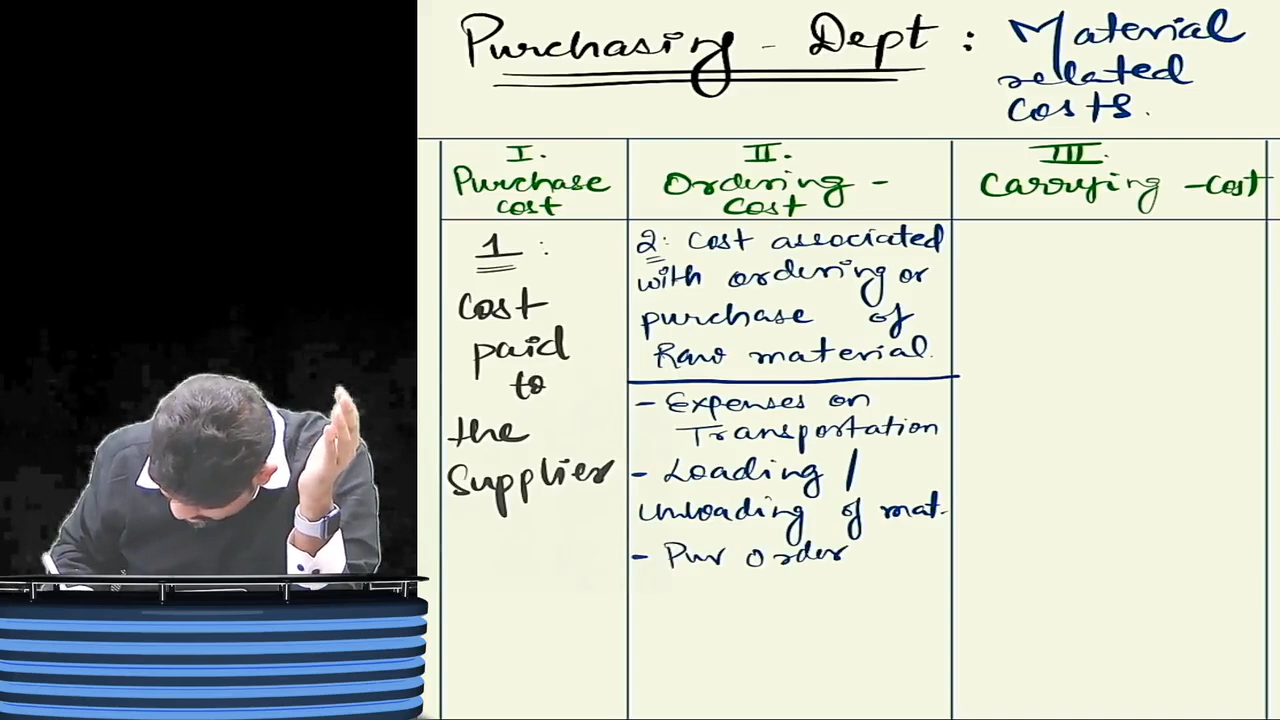 Purchasing - Dept : Material
related
costs.
I.
Purchase
cost
II.
Ordering -
Cost
III.
Carrying - cost
1 :
Cost
paid
to
the
Supplier
2: Cost associated
with ordering or
purchase of
Raw material.
- Expenses on
Transportation
- Loading /
Unloading of mat.
- Pur order